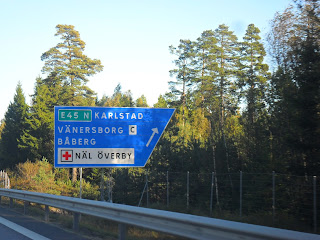 E45 N KARLSTAD
VÄNERSBORG C
BÅBERG
NÄL ÖVERBY